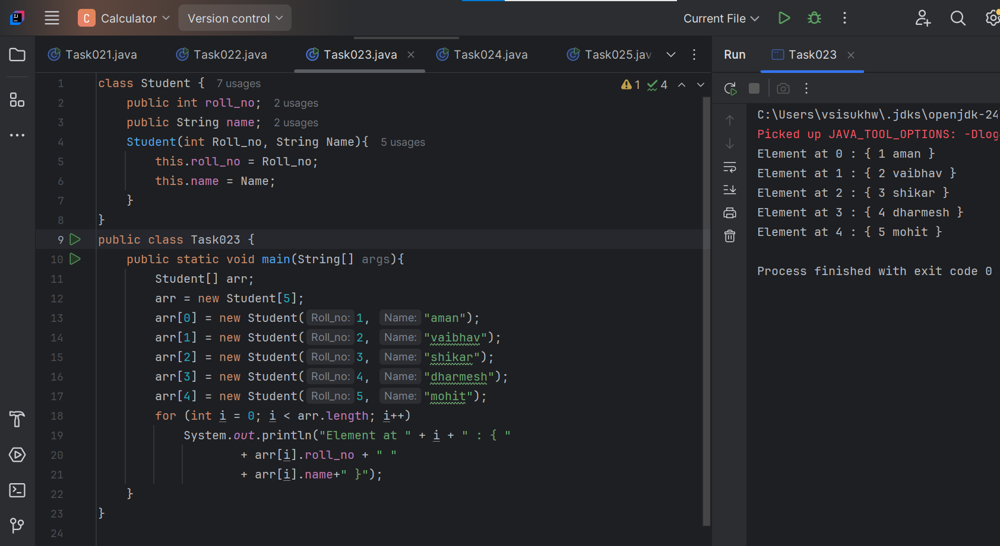 C Calculator Version control Current File
Task021.java Task022.java Task023.java Task024.java Task025.jav
Run Task023
1 class Student { 7 usages
2 public int roll_no; 2 usages
3 public String name; 2 usages
4 Student(int Roll_no, String Name){ 5 usages
5 this.roll_no = Roll_no;
6 this.name = Name;
7 }
8 }
9 public class Task023 {
10 public static void main(String[] args){
11 Student[] arr;
12 arr = new Student[5];
13 arr[0] = new Student( Roll_no: 1, Name: "aman");
14 arr[1] = new Student( Roll_no: 2, Name: "vaibhav");
15 arr[2] = new Student( Roll_no: 3, Name: "shikar");
16 arr[3] = new Student( Roll_no: 4, Name: "dharmesh");
17 arr[4] = new Student( Roll_no: 5, Name: "mohit");
18 for (int i = 0; i < arr.length; i++)
19 System.out.println("Element at " + i + " : { "
20 + arr[i].roll_no + " "
21 + arr[i].name+" }");
22 }
23 }
24
1 4
C:\Users\vsisukhw\.jdks\openjdk-24
Picked up JAVA_TOOL_OPTIONS: -Dlog
Element at 0 : { 1 aman }
Element at 1 : { 2 vaibhav }
Element at 2 : { 3 shikar }
Element at 3 : { 4 dharmesh }
Element at 4 : { 5 mohit }
Process finished with exit code 0